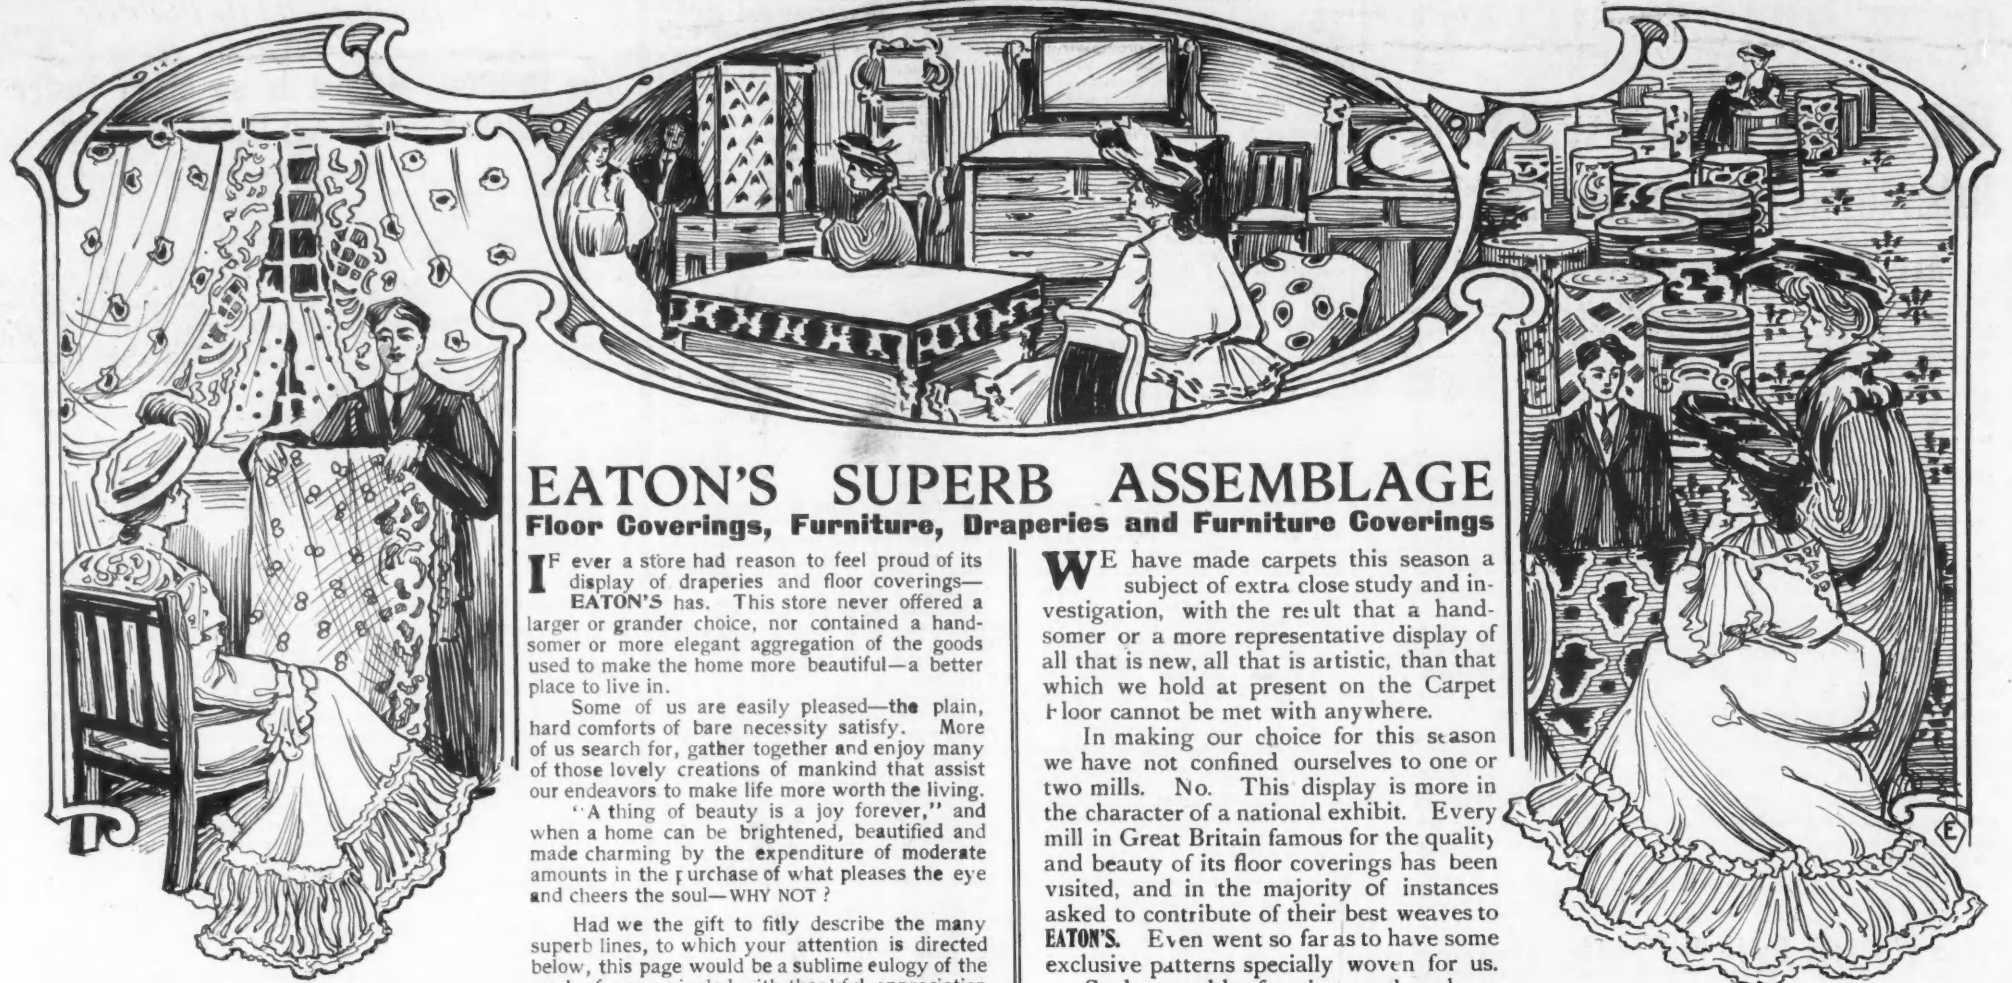 EATON'S SUPERB ASSEMBLAGE
Floor Coverings, Furniture, Draperies and Furniture Coverings
IF ever a store had reason to feel proud of its
display of draperies and floor coverings—
EATON'S has. This store never offered a
larger or grander choice, nor contained a hand-
somer or more elegant aggregation of the goods
used to make the home more beautiful—a better
place to live in.
Some of us are easily pleased—the plain,
hard comforts of bare necessity satisfy. More
of us search for, gather together and enjoy many
of those lovely creations of mankind that assist
our endeavors to make life more worth the living.
"A thing of beauty is a joy forever," and
when a home can be brightened, beautified and
made charming by the expenditure of moderate
amounts in the purchase of what pleases the eye
and cheers the soul—WHY NOT ?
Had we the gift to fitly describe the many
superb lines, to which your attention is directed
below, this page would be a sublime eulogy of the
WE have made carpets this season a
subject of extra close study and in-
vestigation, with the result that a hand-
somer or a more representative display of
all that is new, all that is artistic, than that
which we hold at present on the Carpet
Floor cannot be met with anywhere.
In making our choice for this season
we have not confined ourselves to one or
two mills. No. This display is more in
the character of a national exhibit. Every
mill in Great Britain famous for the quality
and beauty of its floor coverings has been
visited, and in the majority of instances
asked to contribute of their best weaves to
EATON'S. Even went so far as to have some
exclusive patterns specially woven for us.
E